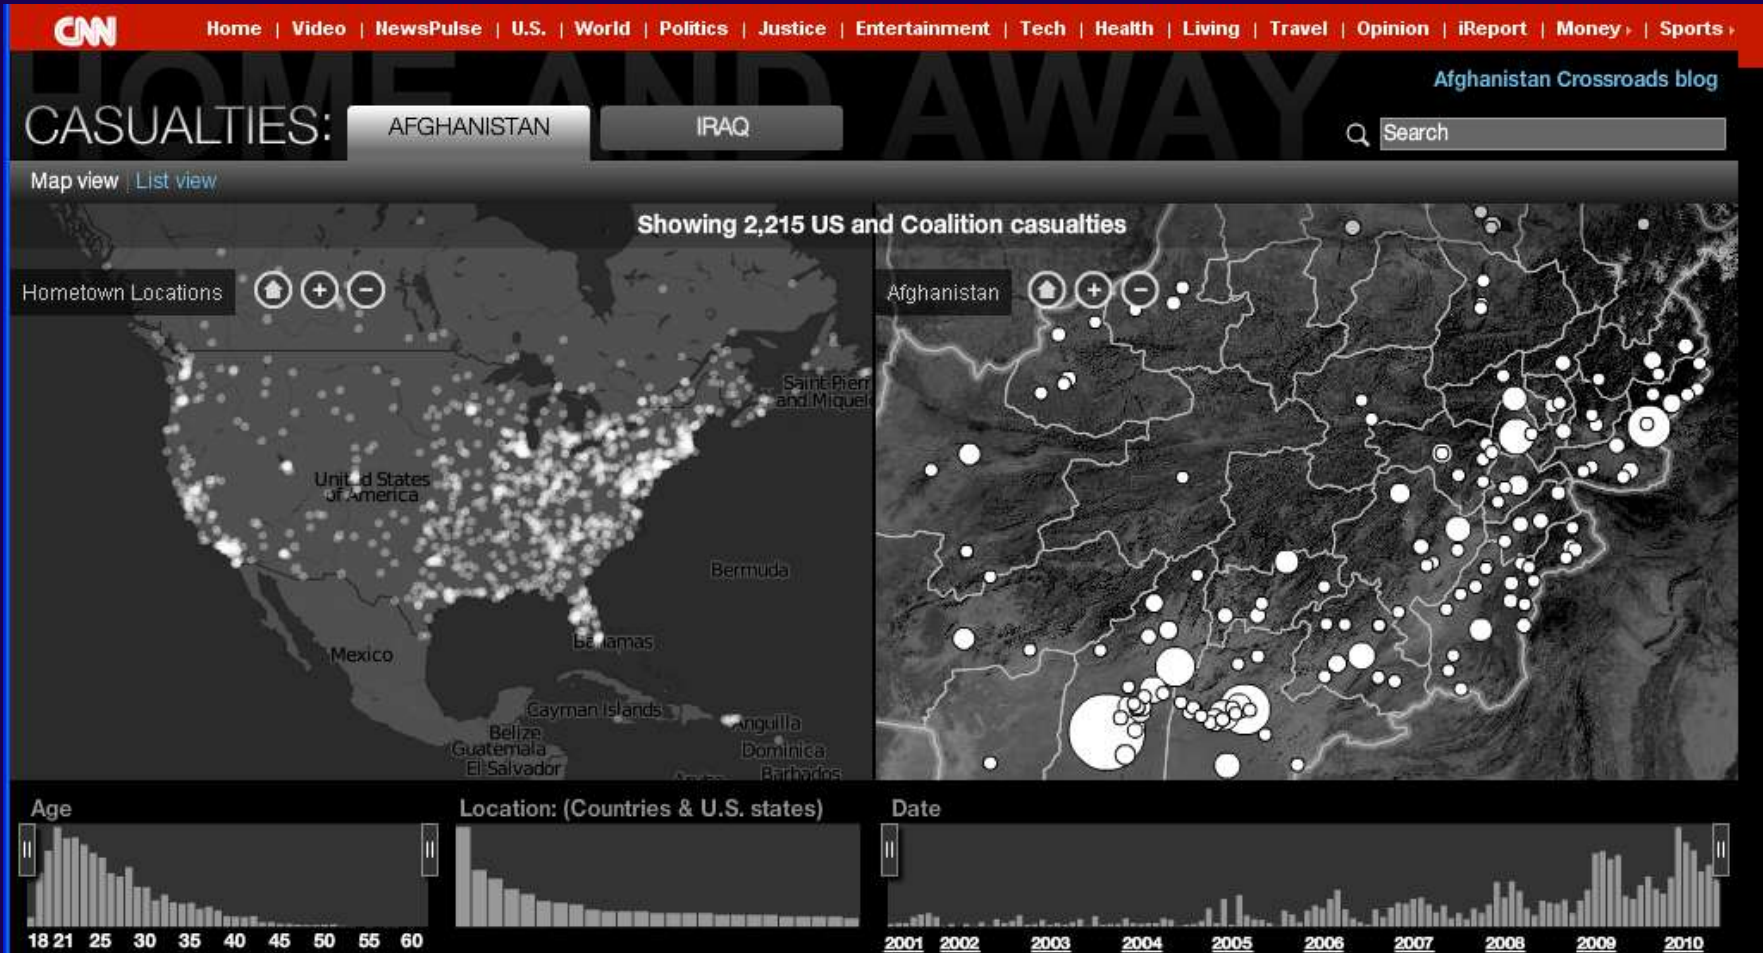 CNN
Home | Video | NewsPulse | U.S. | World | Politics | Justice | Entertainment | Tech | Health | Living | Travel | Opinion | iReport | Money | Sports
HOME AND AWAY
Afghanistan Crossroads blog
CASUALTIES: AFGHANISTAN IRAQ
Search
Map view | List view
Showing 2,215 US and Coalition casualties
Hometown Locations
Afghanistan
Saint Pierr
and Miquel
United States
of America
Bermuda
Bahamas
Mexico
Cayman Islands
Anguilla
Belize
Guatemala
Dominica
El Salvador
Barbados
Age
Location: (Countries & U.S. states)
Date
18 21 25 30 35 40 45 50 55 60
2001 2002 2003 2004 2005 2006 2007 2008 2009 2010